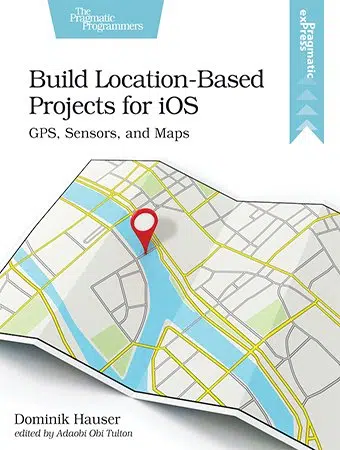 The
Pragmatic
Programmers
Pragmatic
exPress
Build Location-Based
Projects for iOS
GPS, Sensors, and Maps
Dominik Hauser
edited by Adaobi Obi Tulton